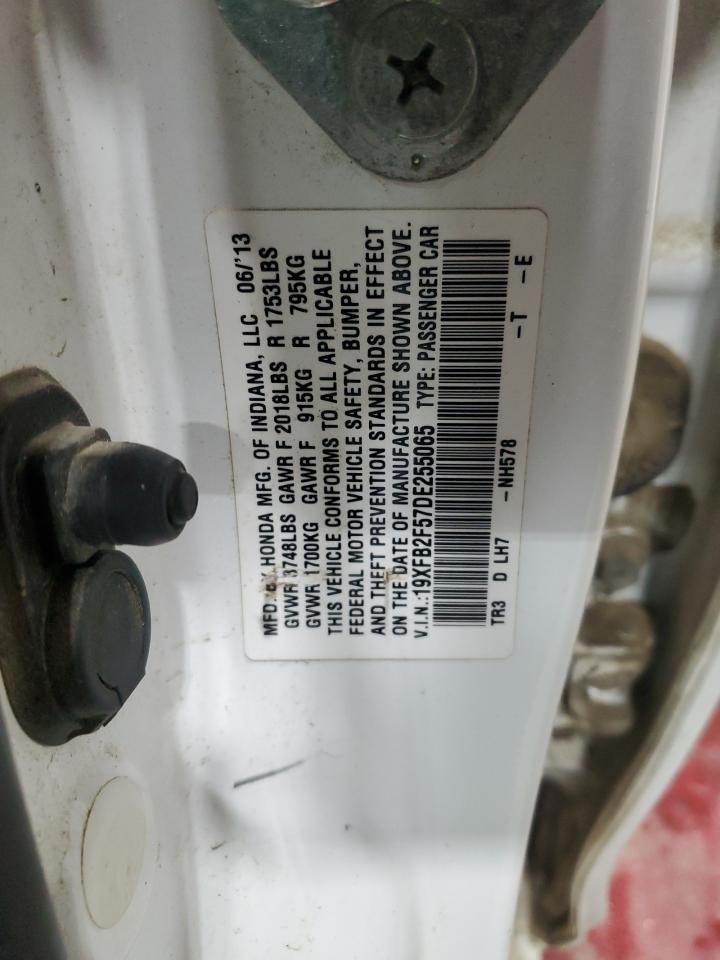 MFD. BY HONDA MFG. OF INDIANA, LLC 06/'13
GVWR 3748LBS GAWR F 2018LBS R 1753LBS
GVWR 1700KG GAWR F 915KG R 795KG
THIS VEHICLE CONFORMS TO ALL APPLICABLE
FEDERAL MOTOR VEHICLE SAFETY, BUMPER,
AND THEFT PREVENTION STANDARDS IN EFFECT
ON THE DATE OF MANUFACTURE SHOWN ABOVE.
V.I.N.:19XFB2F57DE255065 TYPE: PASSENGER CAR
TR3 D LH7 -NH578 -T -E